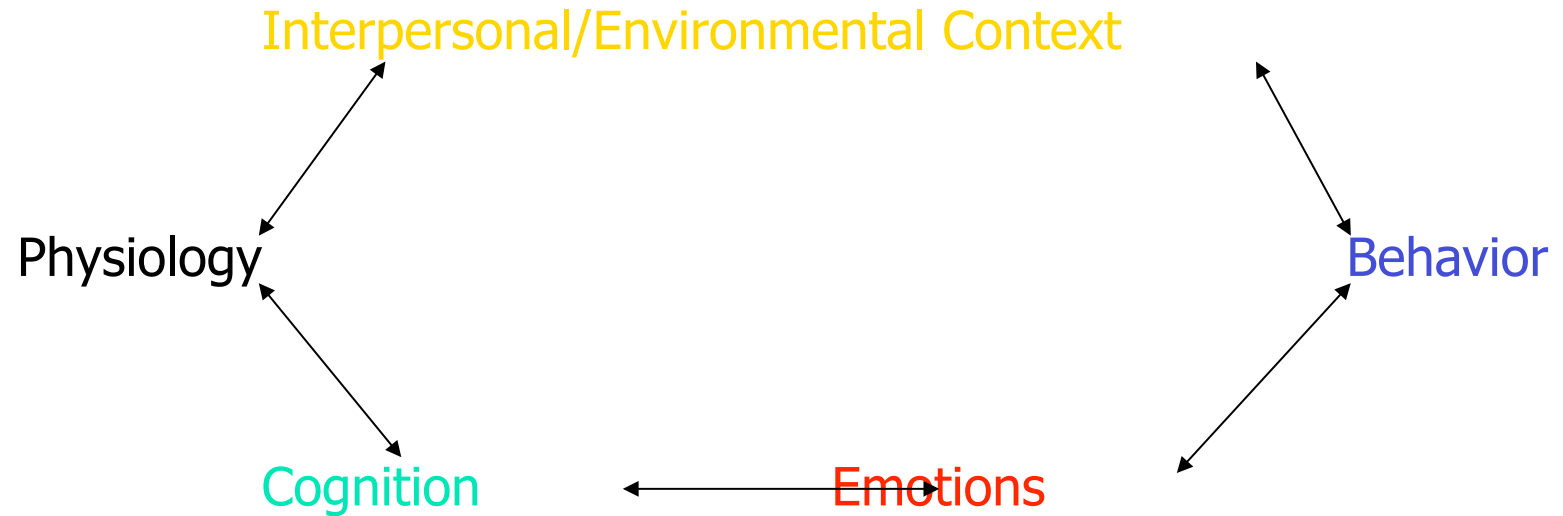 Interpersonal/Environmental Context
Physiology
Behavior
Cognition
Emotions